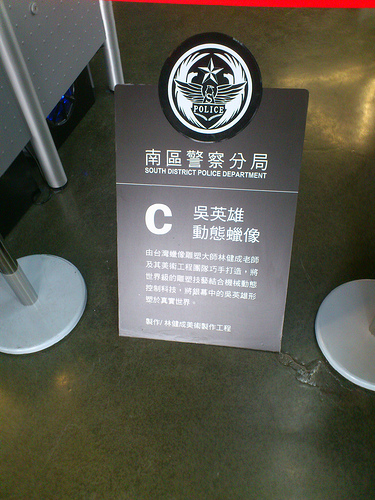 POLICE
南區警察分局
SOUTH DISTRICT POLICE DEPARTMENT
C
吳英雄
動態蠟像
由台灣蠟像雕塑大師林健成老師
及其美術工程團隊巧手打造，將
世界級的雕塑技藝結合機械動態
控制科技，將銀幕中的吳英雄形
塑於真實世界。
製作/林健成美術製作工程